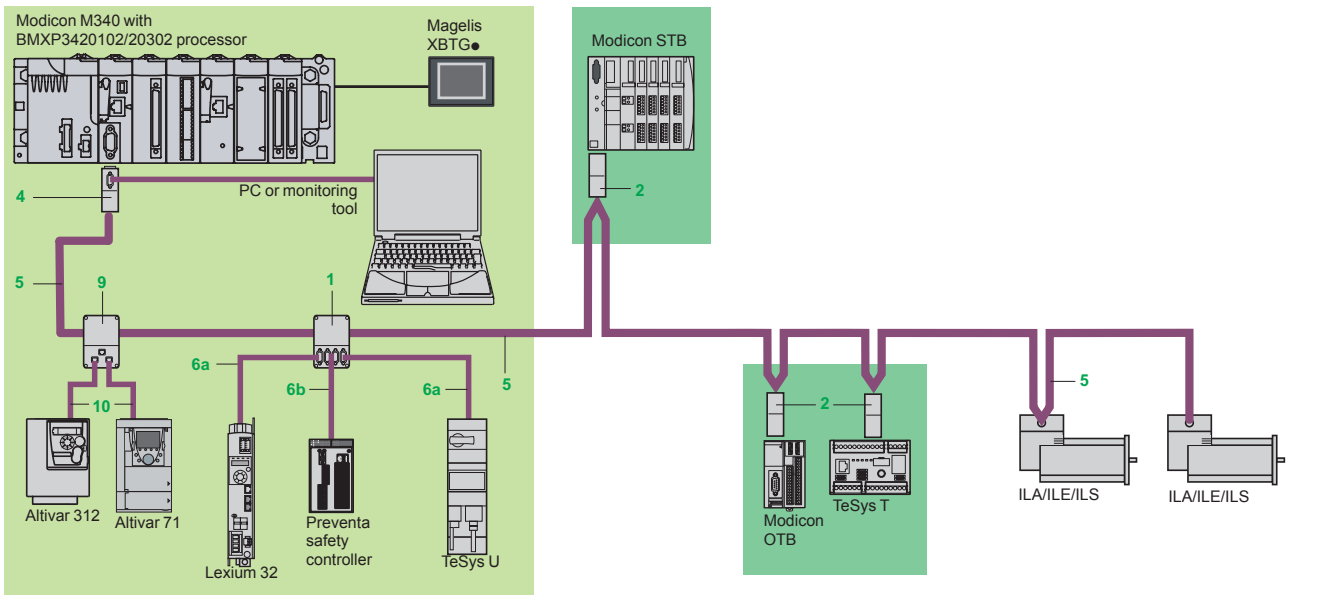 Modicon M340 with
BMXP3420102/20302 processor
Magelis
XBTG●
Modicon STB
4
PC or monitoring
tool
2
5
9
1
6a
6b
6a
5
5
10
2
Altivar 312
Altivar 71
Lexium 32
Preventa
safety
controller
TeSys U
Modicon
OTB
TeSys T
ILA/ILE/ILS
ILA/ILE/ILS